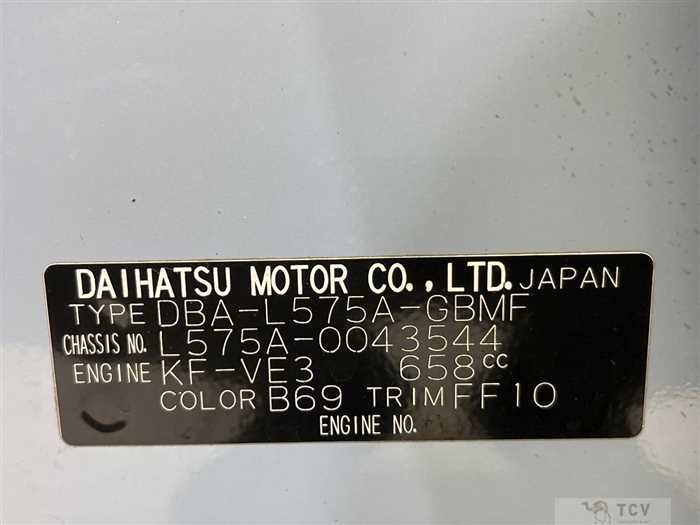 DAIHATSU MOTOR CO., LTD. JAPAN
TYPE DBA-L575A-GBMF
CHASSIS NO. L575A-0043544
ENGINE KF-VE3 658cc
COLOR B69 TRIM FF10
ENGINE NO.
TCV